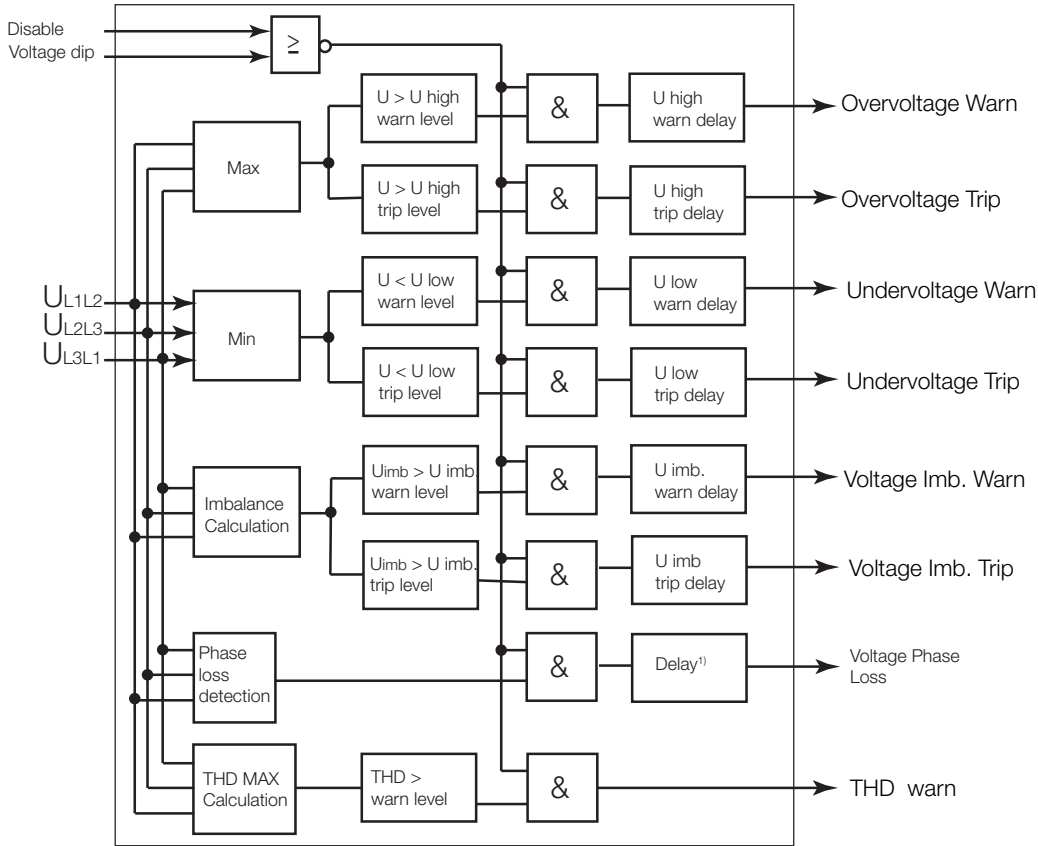 Disable
Voltage dip
≥
U > U high
warn level
&
U high
warn delay
Overvoltage Warn
Max
U > U high
trip level
&
U high
trip delay
Overvoltage Trip
UL1L2
UL2L3
UL3L1
Min
U < U low
warn level
&
U low
warn delay
Undervoltage Warn
U < U low
trip level
&
U low
trip delay
Undervoltage Trip
Imbalance
Calculation
Uimb > U imb.
warn level
&
U imb.
warn delay
Voltage Imb. Warn
Uimb > U imb.
trip level
&
U imb
trip delay
Voltage Imb. Trip
Phase
loss
detection
&
Delay1)
Voltage Phase
Loss
THD MAX
Calculation
THD >
warn level
&
THD warn